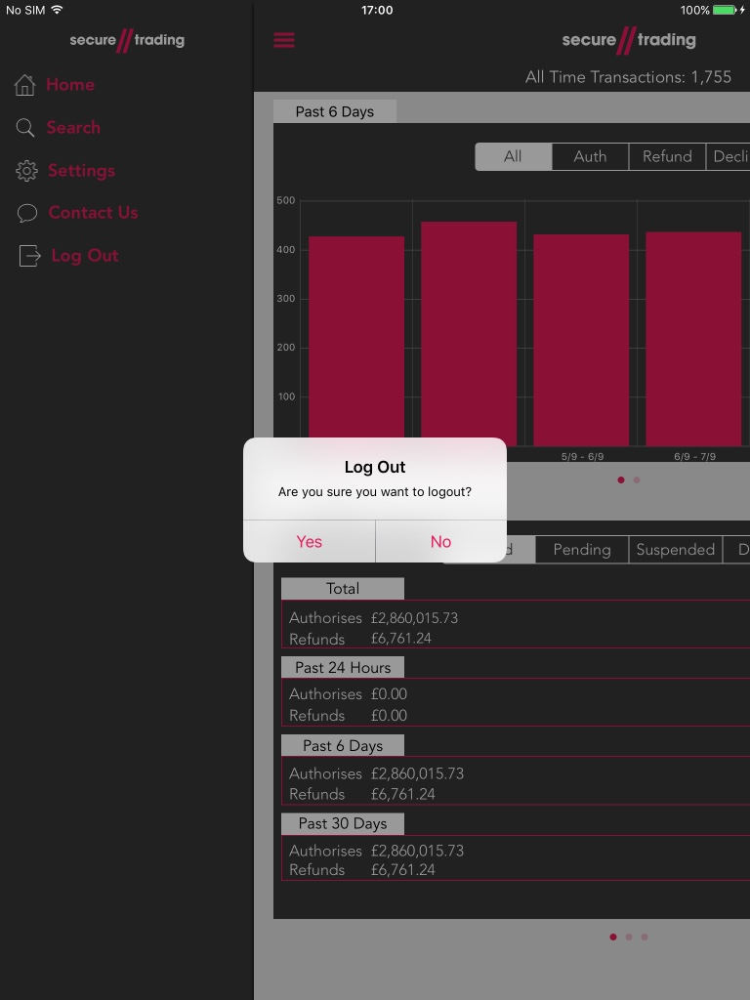 No SIM 17:00 100%
secure//trading
Home
Search
Settings
Contact Us
Log Out
secure//trading
All Time Transactions: 1,755
Past 6 Days
All Auth Refund Decli
500
400
300
200
100
5/9 - 6/9 6/9 - 7/9
Log Out
Are you sure you want to logout?
Yes No
d Pending Suspended D
Total
Authorises £2,860,015.73
Refunds £6,761.24
Past 24 Hours
Authorises £0.00
Refunds £0.00
Past 6 Days
Authorises £2,860,015.73
Refunds £6,761.24
Past 30 Days
Authorises £2,860,015.73
Refunds £6,761.24